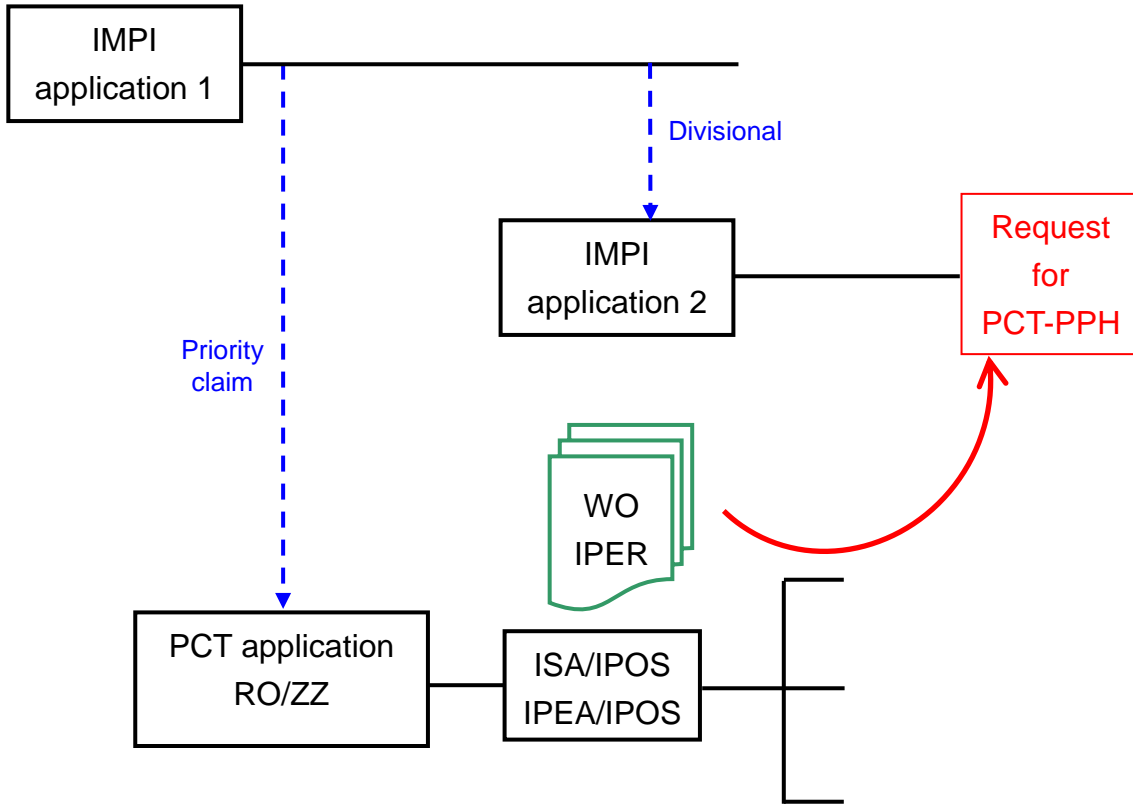 IMPI
application 1
Divisional
IMPI
application 2
Request
for
PCT-PPH
Priority
claim
WO
IPER
PCT application
RO/ZZ
ISA/IPOS
IPEA/IPOS